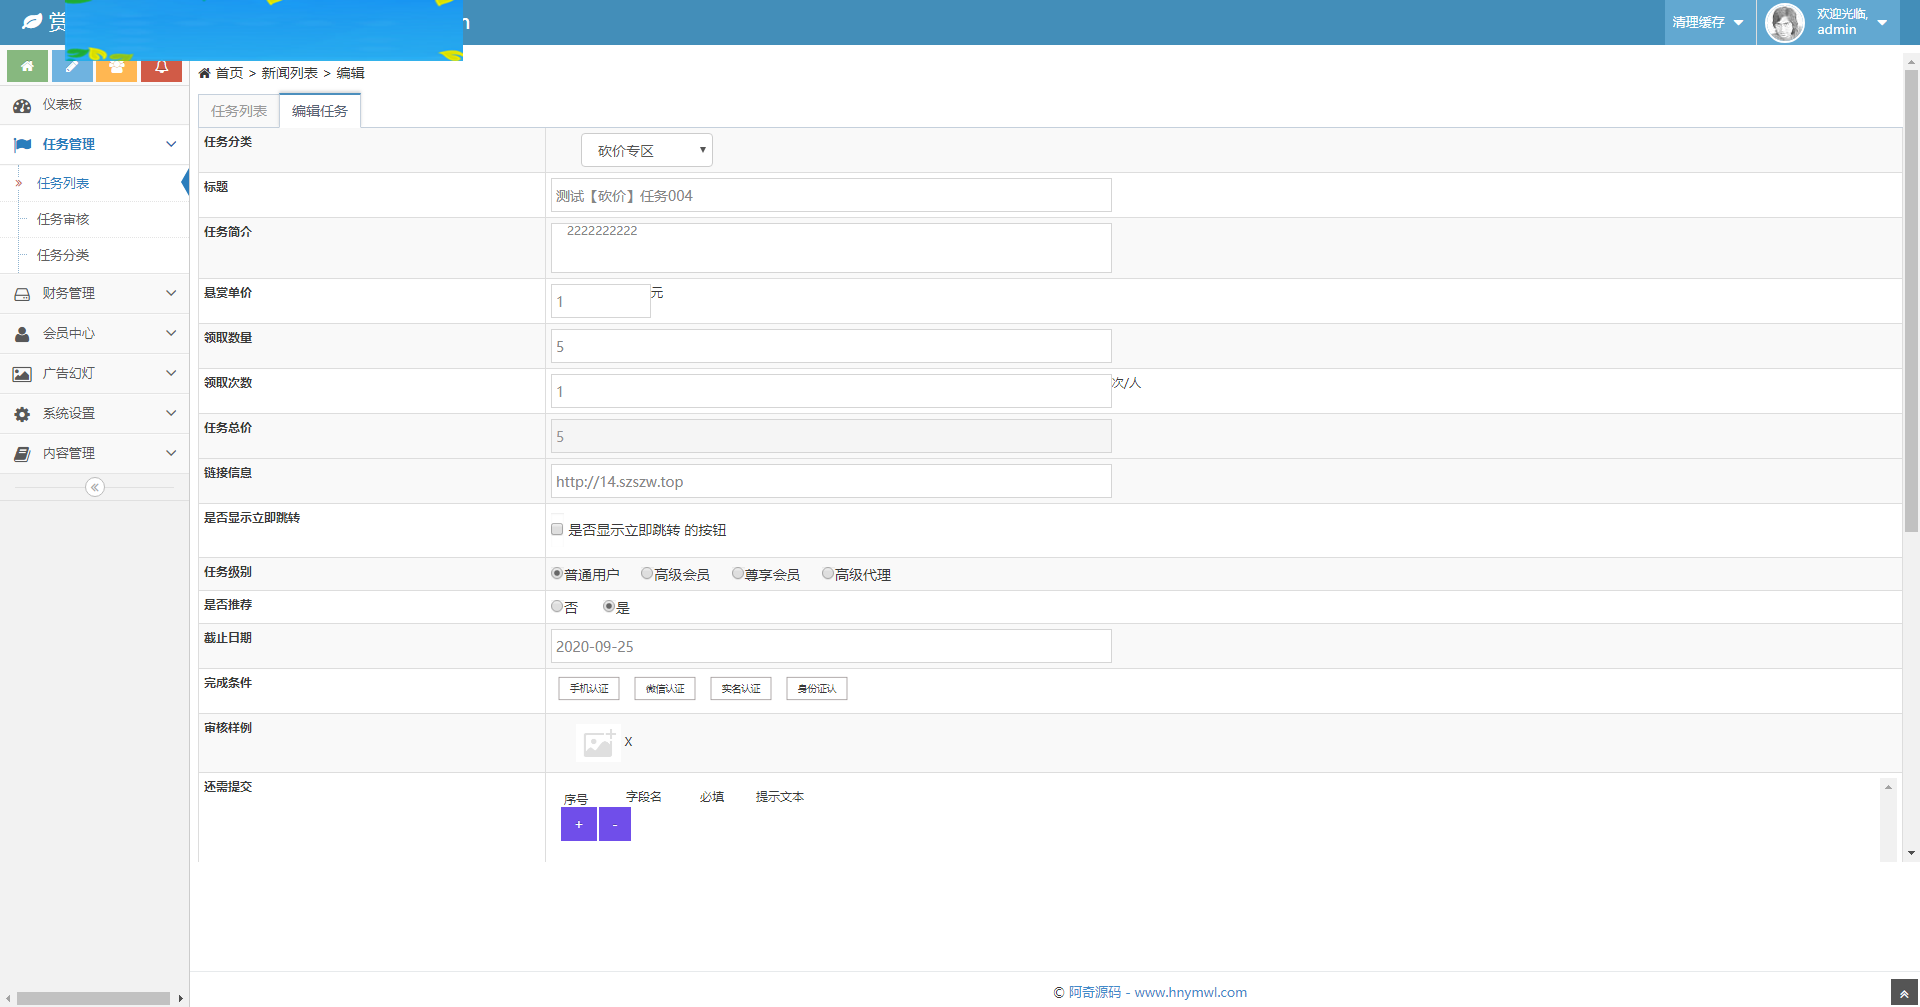 赏
n
清理缓存
欢迎光临,
admin
首页 > 新闻列表 > 编辑
仪表板
任务管理
任务列表
任务审核
任务分类
财务管理
会员中心
广告幻灯
系统设置
内容管理
任务列表
编辑任务
任务分类
砍价专区
标题
测试【砍价】任务004
任务简介
2222222222
悬赏单价
1
元
领取数量
5
领取次数
1
次/人
任务总价
5
链接信息
http://14.szszw.top
是否显示立即跳转
是否显示立即跳转 的按钮
任务级别
普通用户 高级会员 尊享会员 高级代理
是否推荐
否 是
截止日期
2020-09-25
完成条件
手机认证 微信认证 实名认证 身份证认
审核样例
X
还需提交
序号 字段名 必填 提示文本
+ -
© 阿奇源码 - www.hnymwl.com